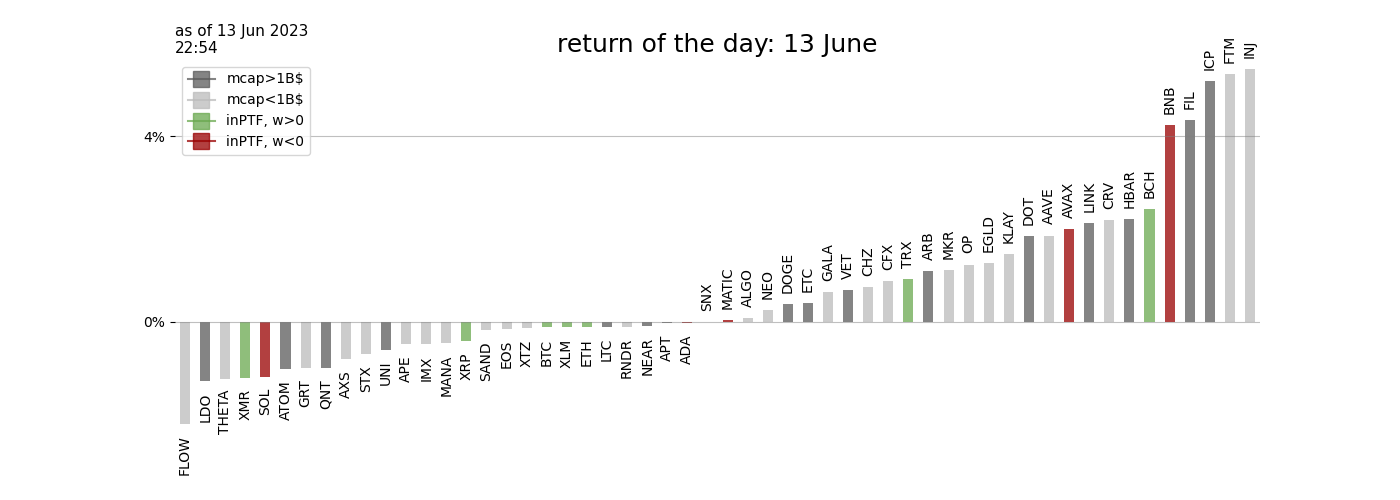 as of 13 Jun 2023
22:54
return of the day: 13 June
mcap>1B$
mcap<1B$
inPTF, w>0
inPTF, w<0
4%
0%
FLOW
LDO
THETA
XMR
SOL
ATOM
GRT
QNT
AXS
STX
UNI
APE
IMX
MANA
XRP
SAND
EOS
XTZ
BTC
XLM
ETH
LTC
RNDR
NEAR
APT
ADA
SNX
MATIC
ALGO
NEO
DOGE
ETC
GALA
VET
CHZ
CFX
TRX
ARB
MKR
OP
EGLD
KLAY
DOT
AAVE
AVAX
LINK
CRV
HBAR
BCH
BNB
FIL
ICP
FTM
INJ